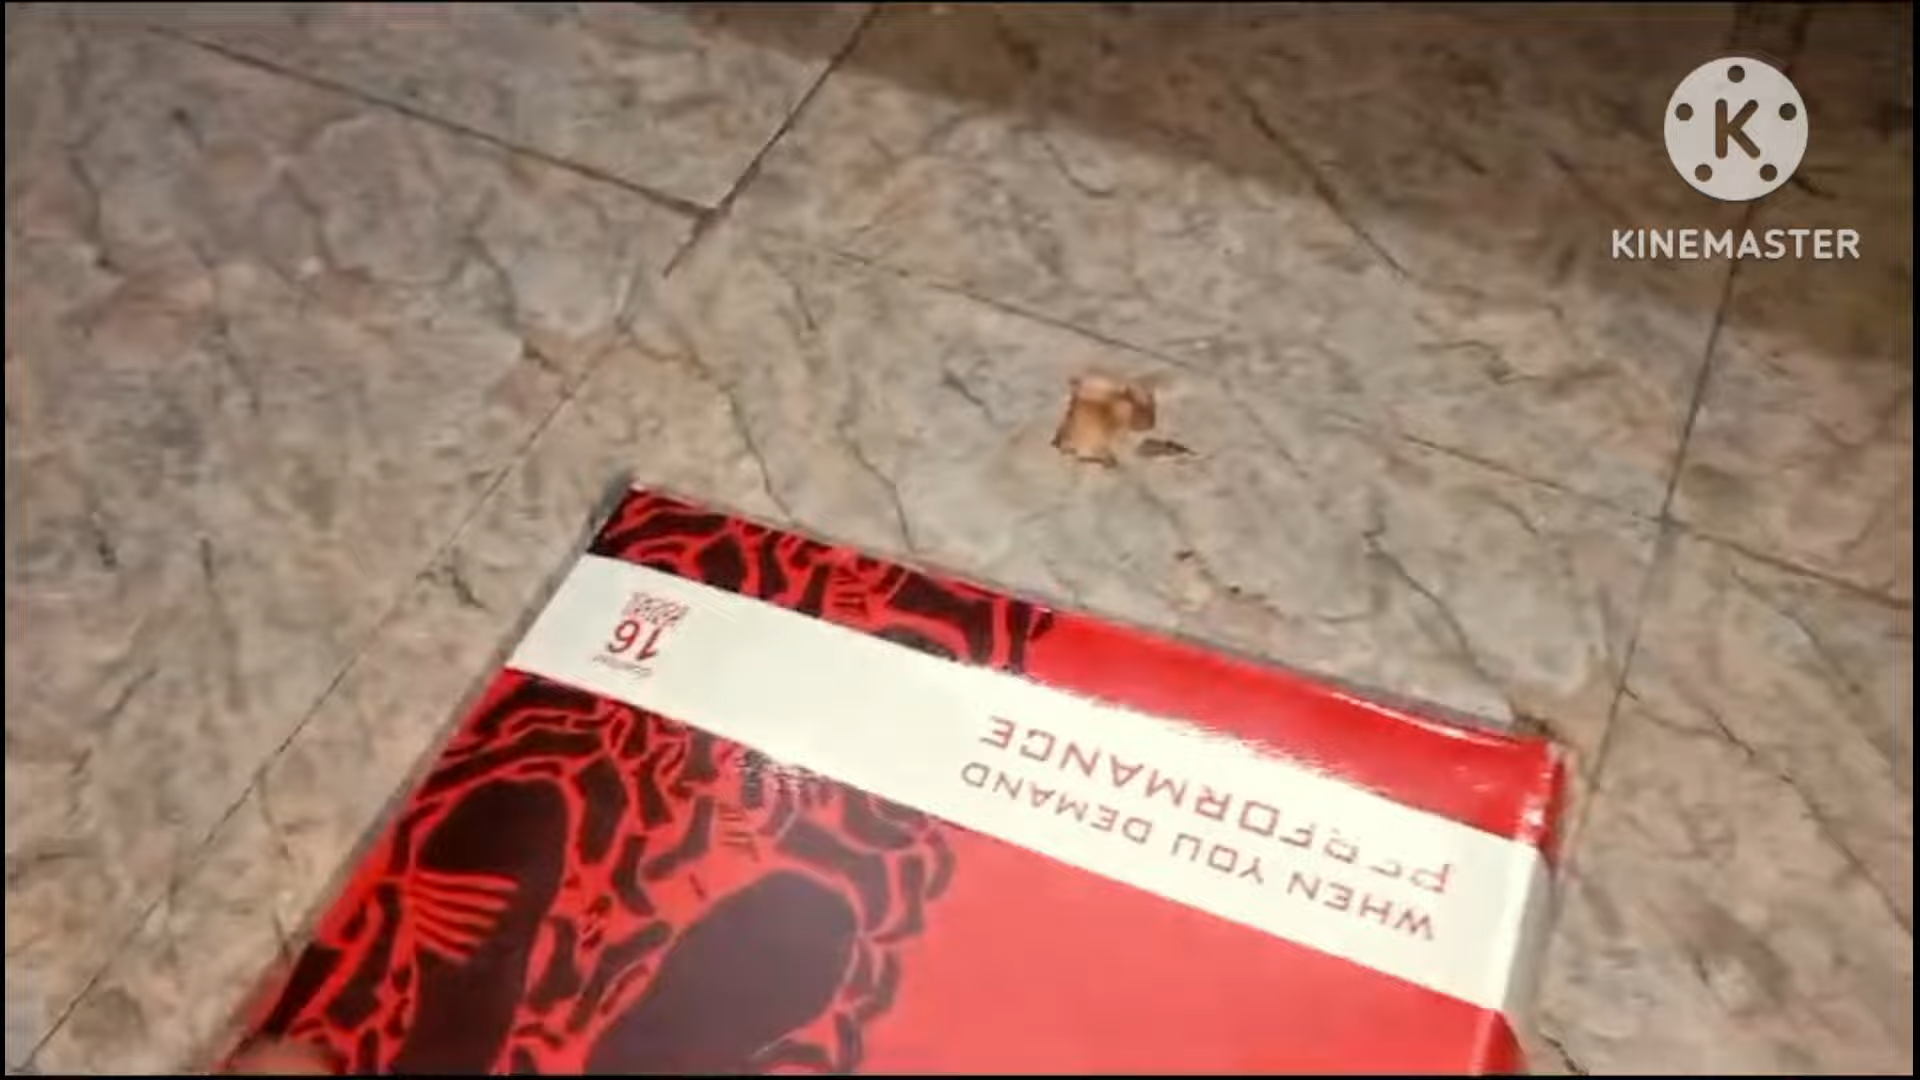 K
KINEMASTER
WHEN YOU DEMAND
PERFORMANCE
16